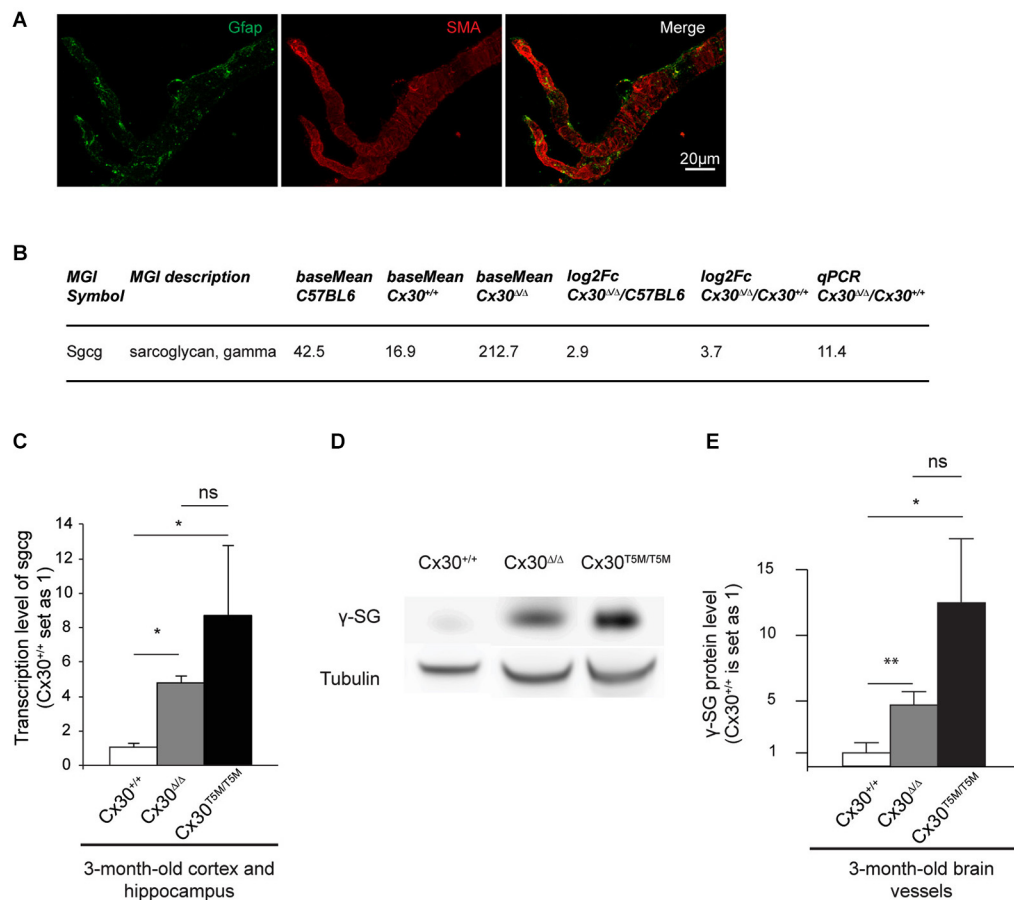 A
Gfap
SMA
Merge
20µm
B
MGI Symbol MGI description baseMean C57BL6 baseMean Cx30+/+ baseMean Cx30Δ/Δ log2Fc Cx30Δ/Δ/C57BL6 log2Fc Cx30Δ/Δ/Cx30+/+ qPCR Cx30Δ/Δ/Cx30+/+
Sgcg sarcoglycan, gamma 42.5 16.9 212.7 2.9 3.7 11.4
C
Transcription level of sgcg
(Cx30+/+ set as 1)
14
12
10
8
6
4
2
0
ns
*
*
Cx30+/+
Cx30Δ/Δ
Cx30T5M/T5M
3-month-old cortex and
hippocampus
D
Cx30+/+ Cx30Δ/Δ Cx30T5M/T5M
γ-SG
Tubulin
E
γ-SG protein level
(Cx30+/+ is set as 1)
15
10
5
1
ns
*
**
Cx30+/+
Cx30Δ/Δ
Cx30T5M/T5M
3-month-old brain
vessels